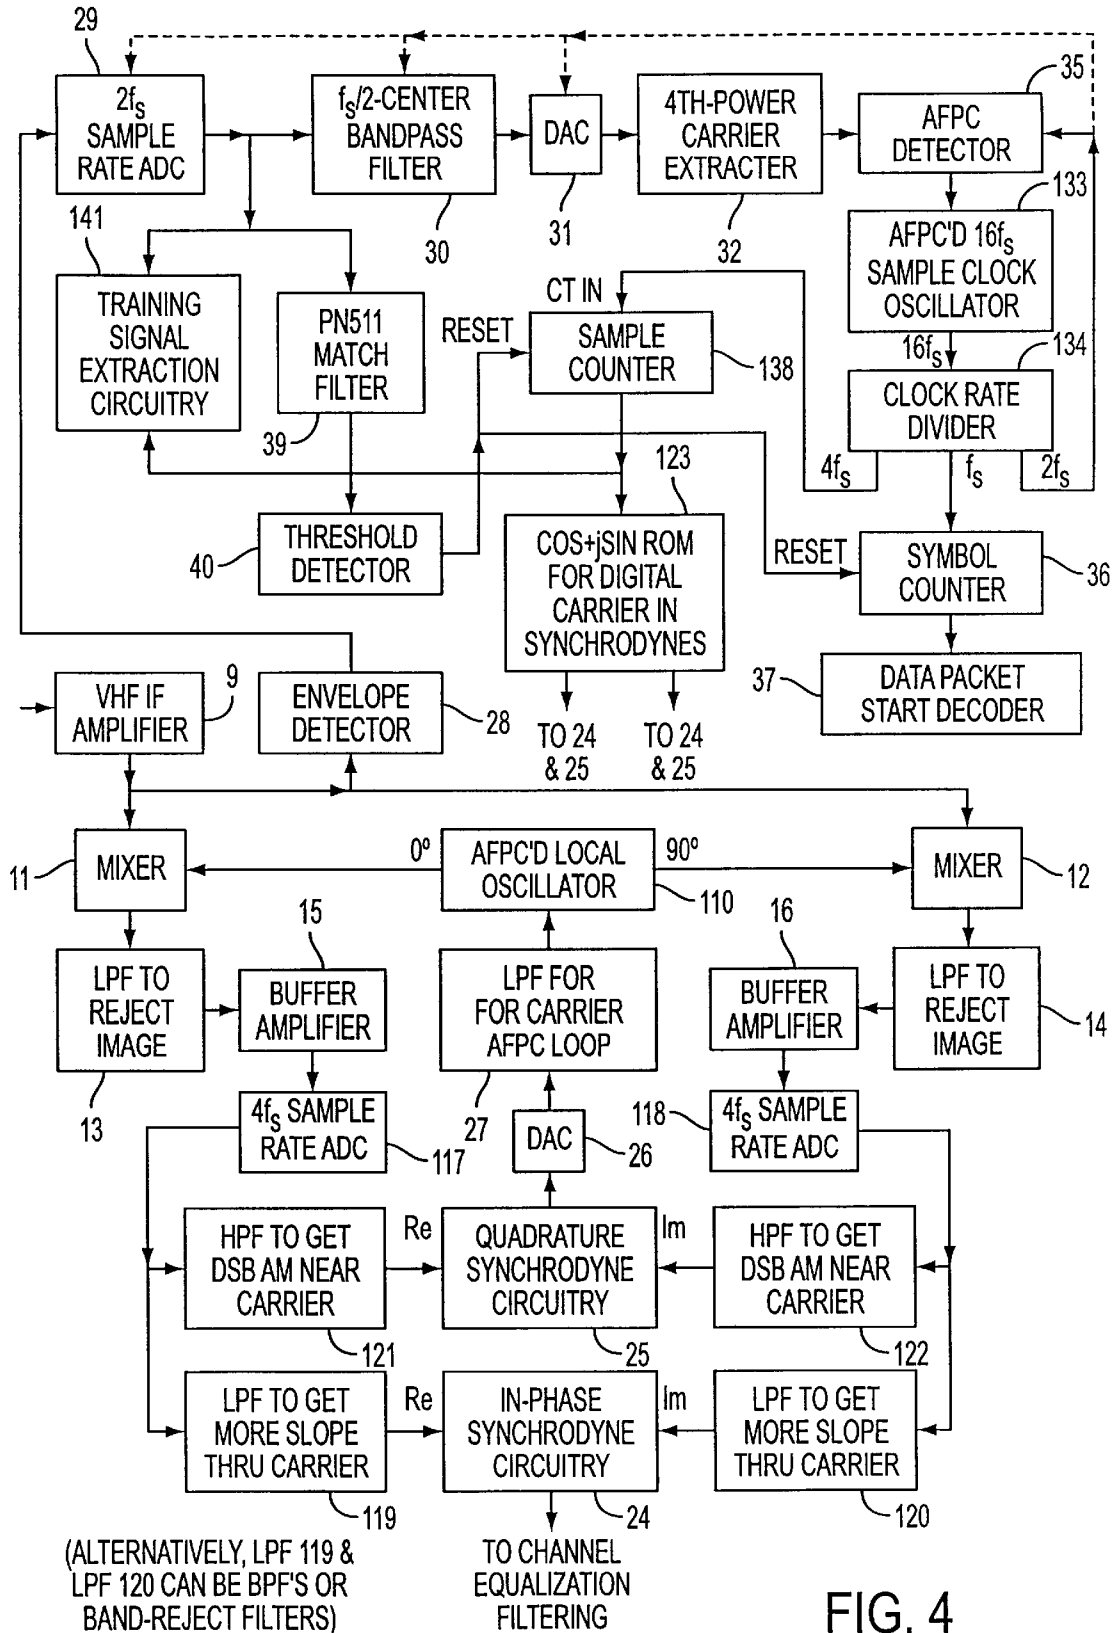 29
2fs
SAMPLE
RATE ADC
fs/2-CENTER
BANDPASS
FILTER
30
DAC
31
4TH-POWER
CARRIER
EXTRACTER
32
35
AFPC
DETECTOR
133
AFPC'D 16fs
SAMPLE CLOCK
OSCILLATOR
16fs
134
CLOCK RATE
DIVIDER
4fs
fs
2fs
141
TRAINING
SIGNAL
EXTRACTION
CIRCUITRY
PN511
MATCH
FILTER
39
CT IN
RESET
SAMPLE
COUNTER
138
THRESHOLD
DETECTOR
40
123
COS+jSIN ROM
FOR DIGITAL
CARRIER IN
SYNCHRODYNES
TO 24
& 25
TO 24
& 25
RESET
SYMBOL
COUNTER
36
37
DATA PACKET
START DECODER
VHF IF
AMPLIFIER
9
ENVELOPE
DETECTOR
28
11
MIXER
0º
AFPC'D LOCAL
OSCILLATOR
110
90º
MIXER
12
LPF TO
REJECT
IMAGE
13
15
BUFFER
AMPLIFIER
LPF FOR
FOR CARRIER
AFPC LOOP
27
16
BUFFER
AMPLIFIER
LPF TO
REJECT
IMAGE
14
4fs SAMPLE
RATE ADC
117
DAC
26
118
4fs SAMPLE
RATE ADC
HPF TO GET
DSB AM NEAR
CARRIER
121
Re
QUADRATURE
SYNCHRODYNE
CIRCUITRY
25
Im
HPF TO GET
DSB AM NEAR
CARRIER
122
LPF TO GET
MORE SLOPE
THRU CARRIER
119
Re
IN-PHASE
SYNCHRODYNE
CIRCUITRY
24
Im
LPF TO GET
MORE SLOPE
THRU CARRIER
120
(ALTERNATIVELY, LPF 119 &
LPF 120 CAN BE BPF'S OR
BAND-REJECT FILTERS)
TO CHANNEL
EQUALIZATION
FILTERING
FIG. 4